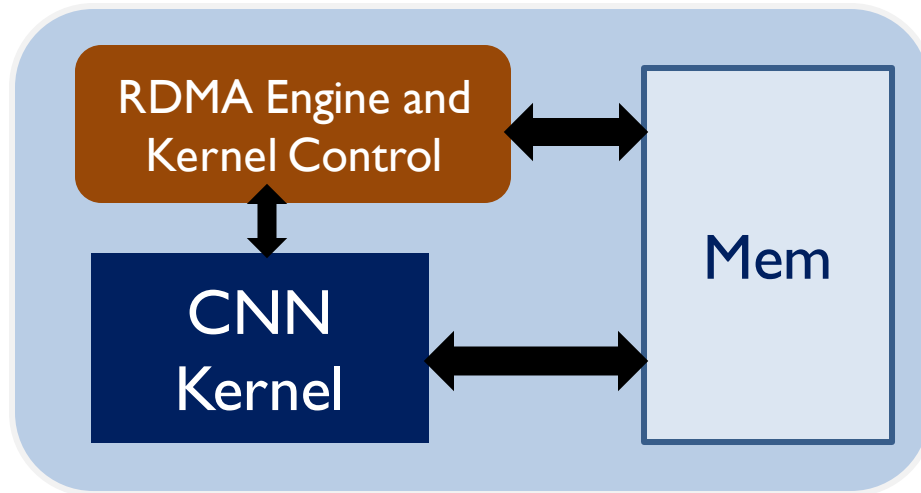 RDMA Engine and
Kernel Control
Mem
CNN
Kernel